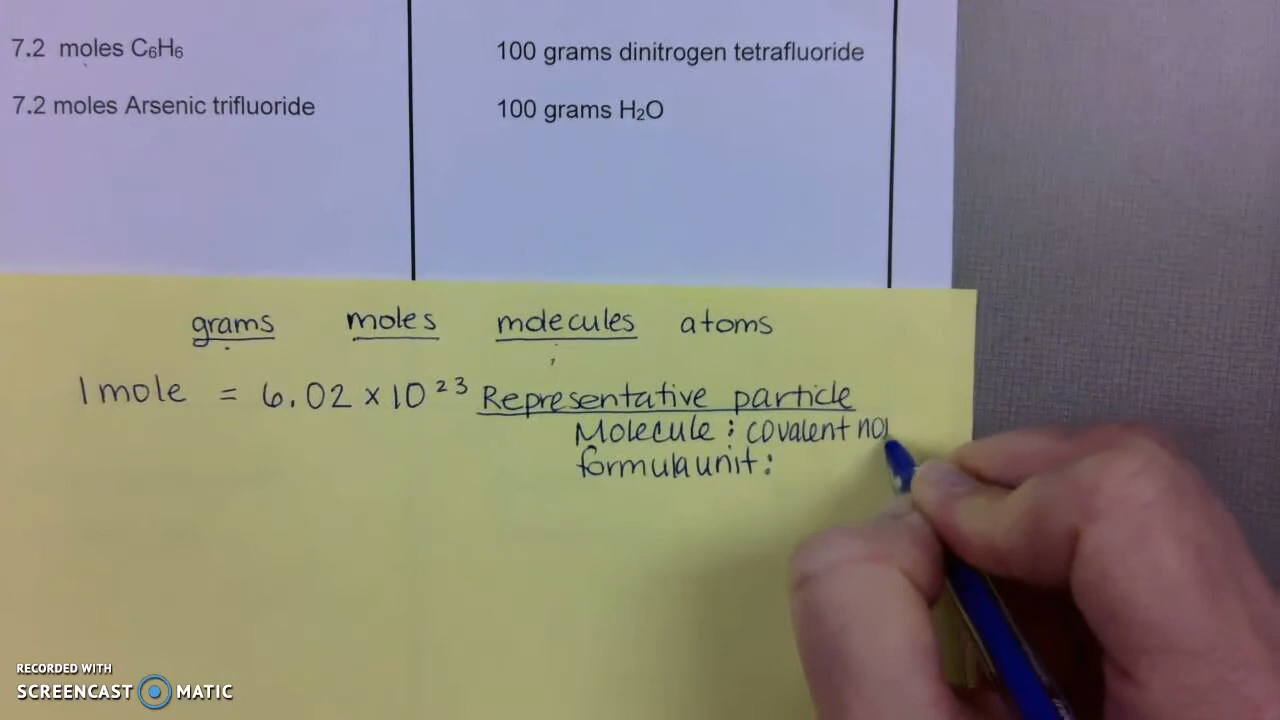 7.2 moles C₆H₆
7.2 moles Arsenic trifluoride
100 grams dinitrogen tetrafluoride
100 grams H₂O
grams moles molecules atoms
1 mole = 6.02 × 10²³ Representative particle
Molecule : covalent non
formula unit :
RECORDED WITH
SCREENCAST MATIC